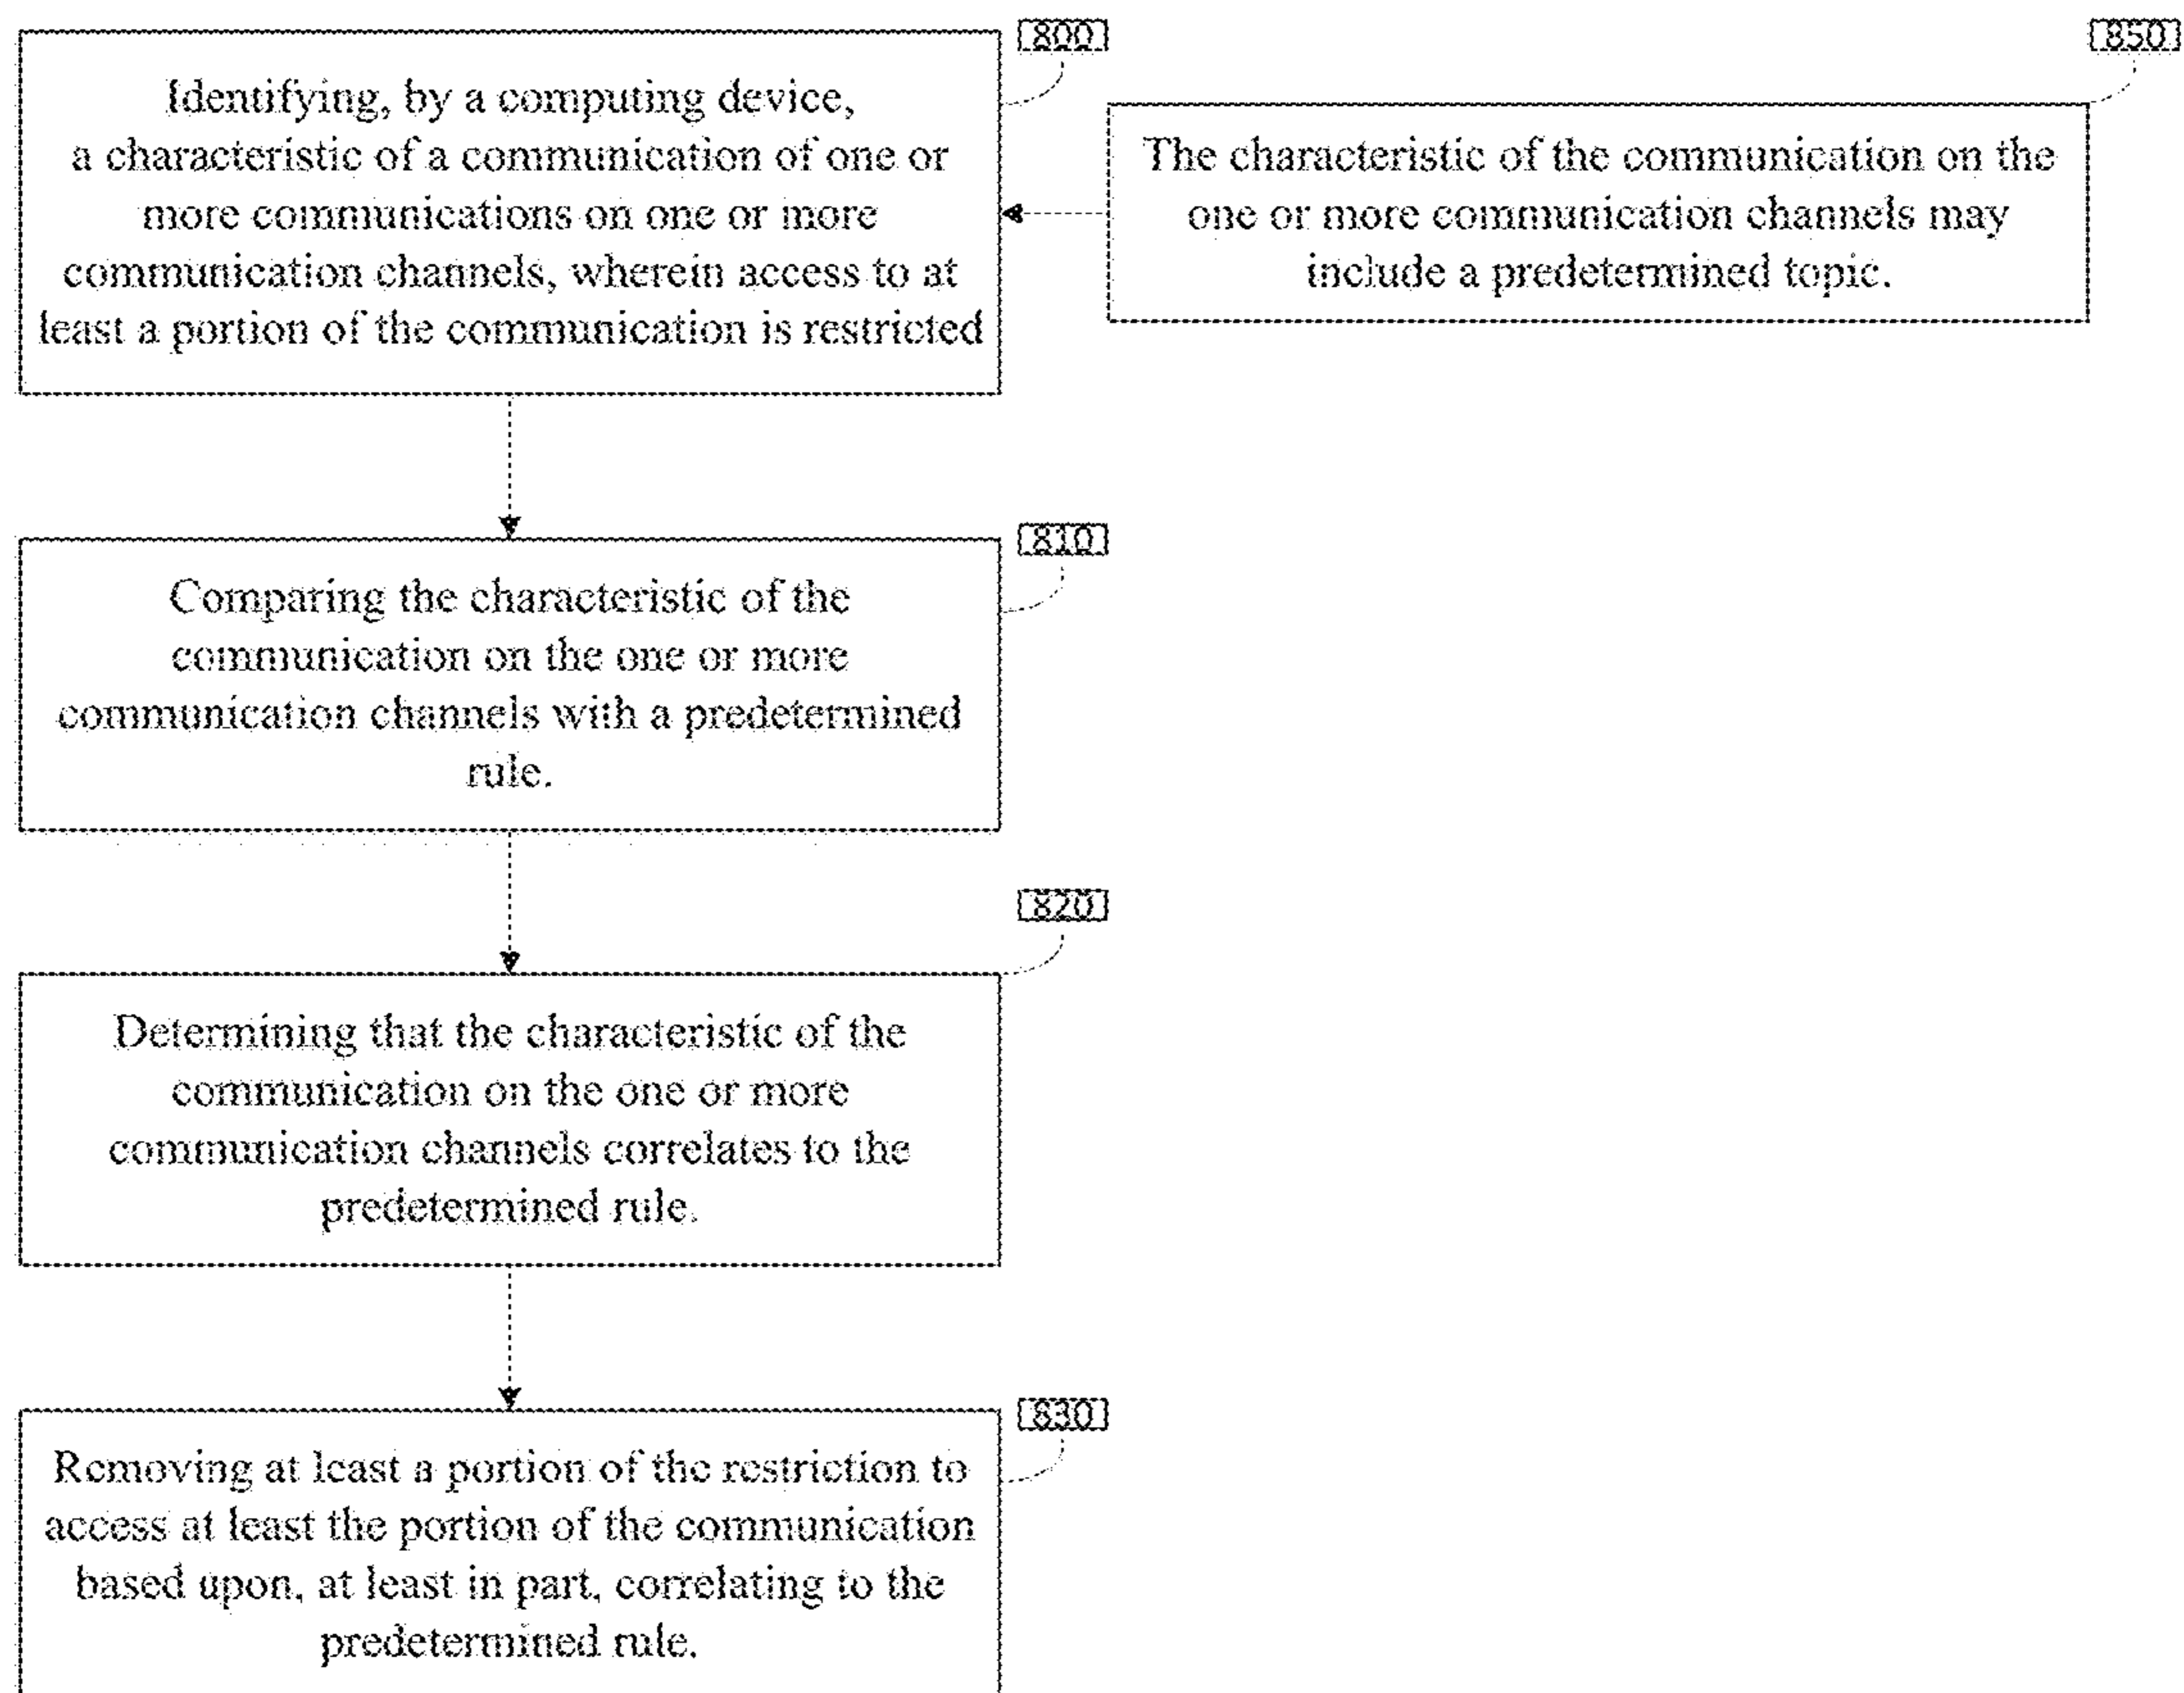 800
Identifying, by a computing device,
a characteristic of a communication of one or
more communications on one or more
communication channels, wherein access to at
least a portion of the communication is restricted
850
The characteristic of the communication on the
one or more communication channels may
include a predetermined topic.
810
Comparing the characteristic of the
communication on the one or more
communication channels with a predetermined
rule.
820
Determining that the characteristic of the
communication on the one or more
communication channels correlates to the
predetermined rule.
830
Removing at least a portion of the restriction to
access at least the portion of the communication
based upon, at least in part, correlating to the
predetermined rule.